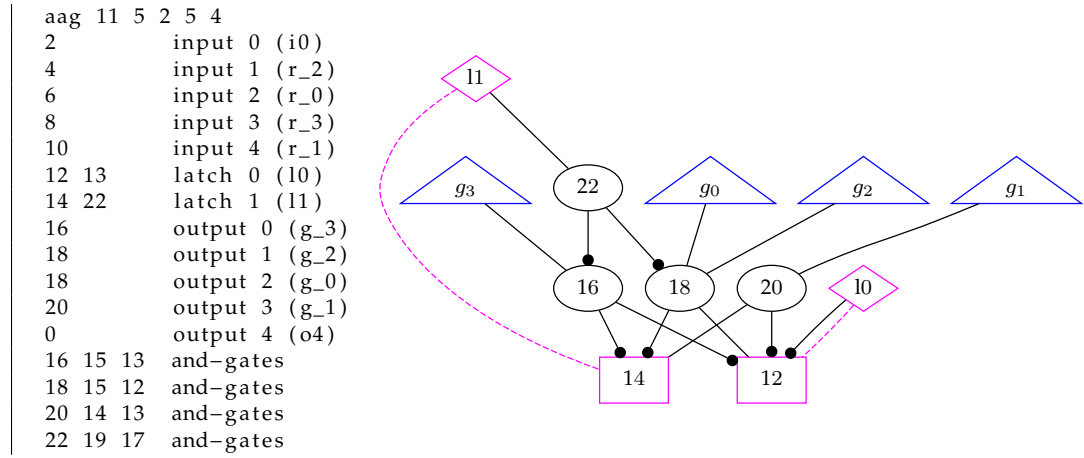 aag 11 5 2 5 4
2 input 0 (i0)
4 input 1 (r_2)
6 input 2 (r_0)
8 input 3 (r_3)
10 input 4 (r_1)
12 13 latch 0 (l0)
14 22 latch 1 (l1)
16 output 0 (g_3)
18 output 1 (g_2)
18 output 2 (g_0)
20 output 3 (g_1)
0 output 4 (o4)
16 15 13 and-gates
18 15 12 and-gates
20 14 13 and-gates
22 19 17 and-gates
l1
g₃
22
g₀
g₂
g₁
16
18
20
l0
14
12